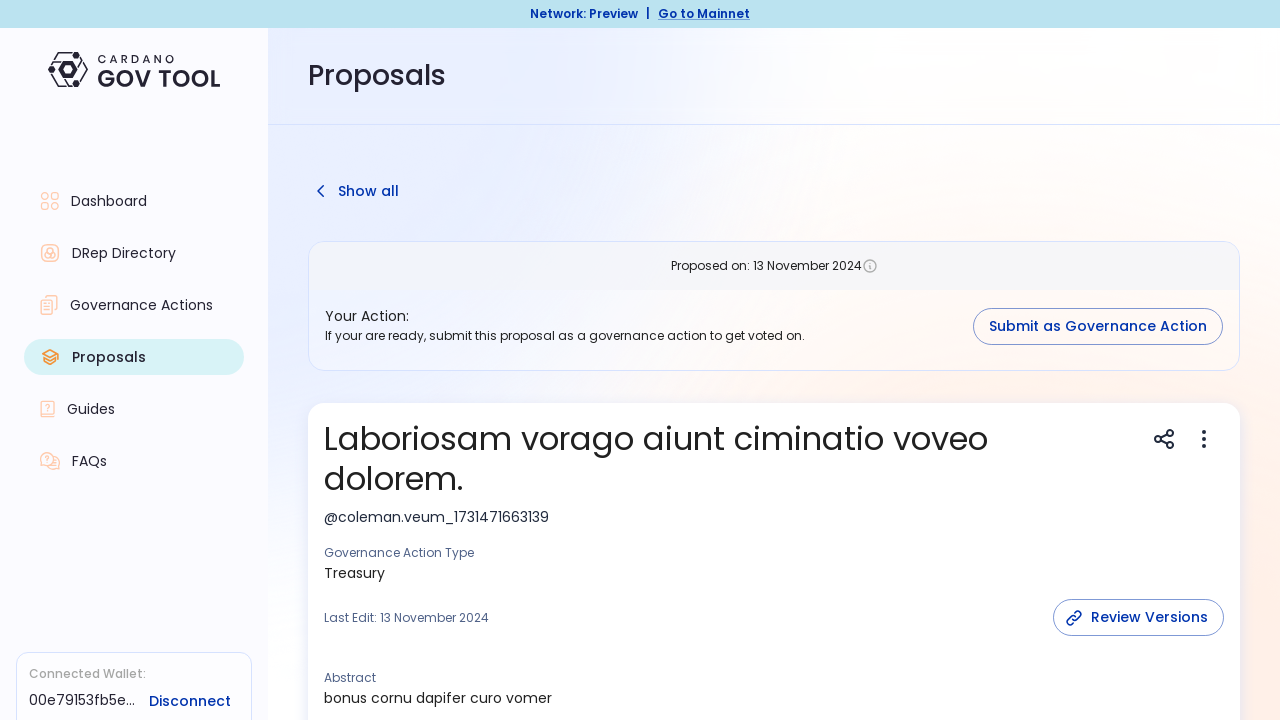 Network: Preview | Go to Mainnet
CARDANO
GOV TOOL
Proposals
Dashboard
DRep Directory
Governance Actions
Proposals
Guides
FAQs
Connected Wallet:
00e79153fb5e...
Disconnect
Show all
Proposed on: 13 November 2024
Your Action:
If your are ready, submit this proposal as a governance action to get voted on.
Submit as Governance Action
Laboriosam vorago aiunt ciminatio voveo
dolorem.
@coleman.veum_1731471663139
Governance Action Type
Treasury
Last Edit: 13 November 2024
Review Versions
Abstract
bonus cornu dapifer curo vomer